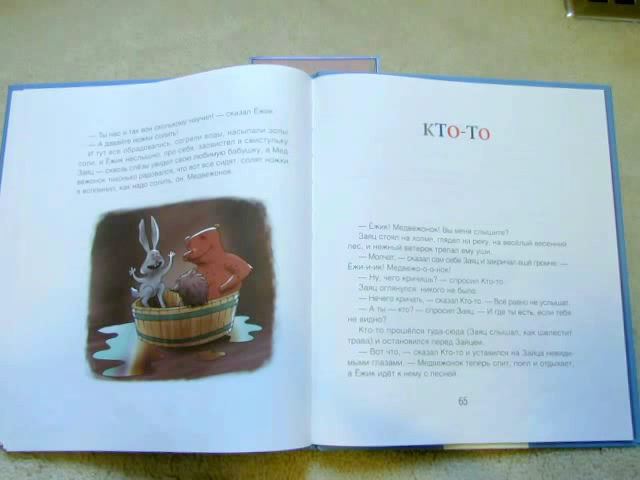 — Ты нас и так вон скольькому научил! — сказал Ёжик.
— А давайте ножки солить!
И тут все обрадовались, согрели воды, насыпали
соли, и Ёжик неслышно, про себя, засвистел в свистульку
Заяц — сквозь слёзы увидел свою любимую бабушку, а Мед
вежонок тихонько радовался, что вот все сидят, солят ножки
и вспоминают, как надо солить, он, Медвежонок.
КТО-ТО
— Ёжик! Медвежонок! Вы меня слышите?
Заяц стоял на холме, глядел на реку, на весёлый весенний
лес, и нежный ветерок трепал ему уши.
— Молчат, — сказал сам себе Заяц и закричал ещё громче: —
Ёжи-и-ик! Медвежо-о-о-нок!
— Ну, чего кричишь? — спросил Кто-то.
Заяц оглянулся: никого не было.
— Нечего кричать, — сказал Кто-то. — Всё равно не услышат.
— А ты — кто? — спросил Заяц. — И где ты есть, если тебя
не видно?
Кто-то прошёлся туда-сюда (Заяц слышал, как шелестит
трава) и остановился перед Зайцем.
— Вот что, — сказал Кто-то и уставился на Зайца невиди
мыми глазами. — Медвежонок теперь спит, поел и отдыхает,
а Ёжик идёт к нему с песней.
65